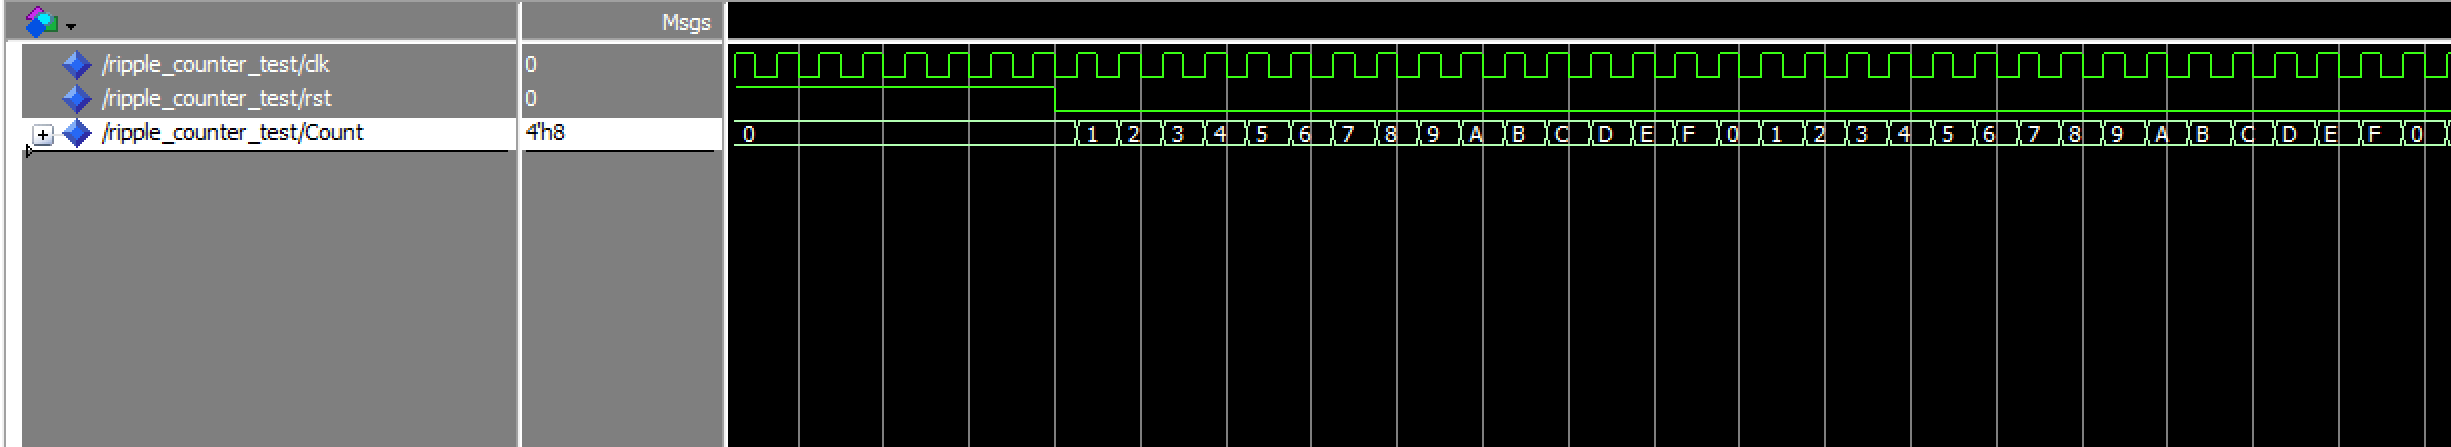 Msgs
/ripple_counter_test/clk 0
/ripple_counter_test/rst 0
/ripple_counter_test/Count 4'h8 0 1 2 3 4 5 6 7 8 9 A B C D E F 0 1 2 3 4 5 6 7 8 9 A B C D E F 0